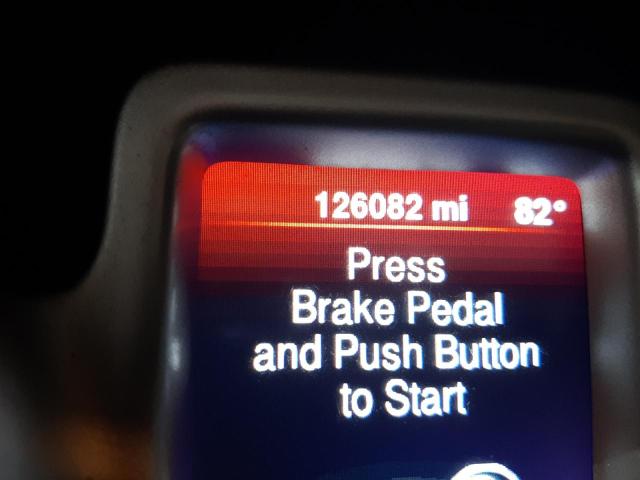 126082 mi 82°
Press
Brake Pedal
and Push Button
to Start